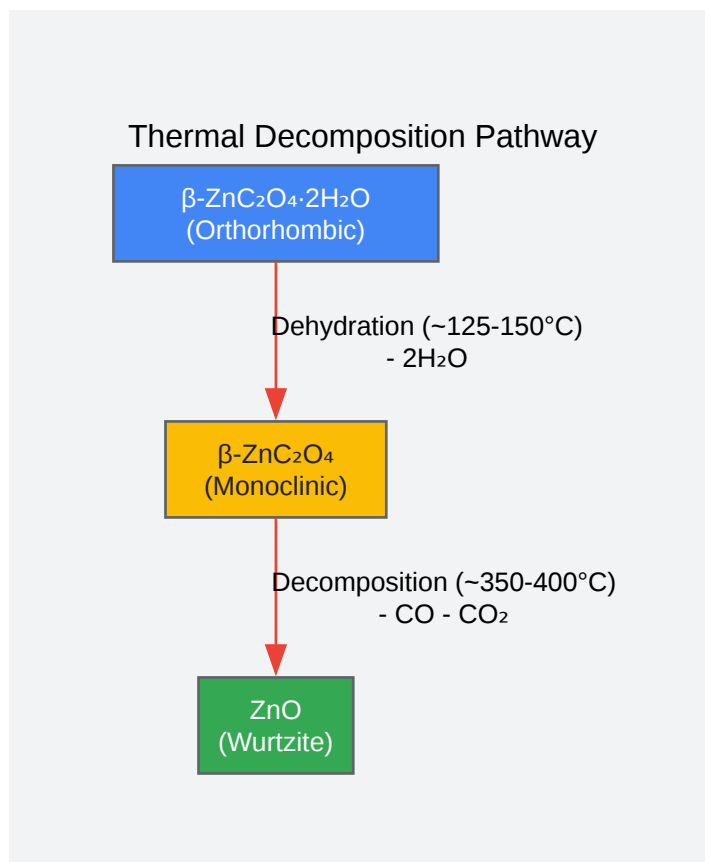 Thermal Decomposition Pathway
β-ZnC₂O₄·2H₂O
(Orthorhombic)
Dehydration (~125-150°C)
- 2H₂O
β-ZnC₂O₄
(Monoclinic)
Decomposition (~350-400°C)
- CO - CO₂
ZnO
(Wurtzite)